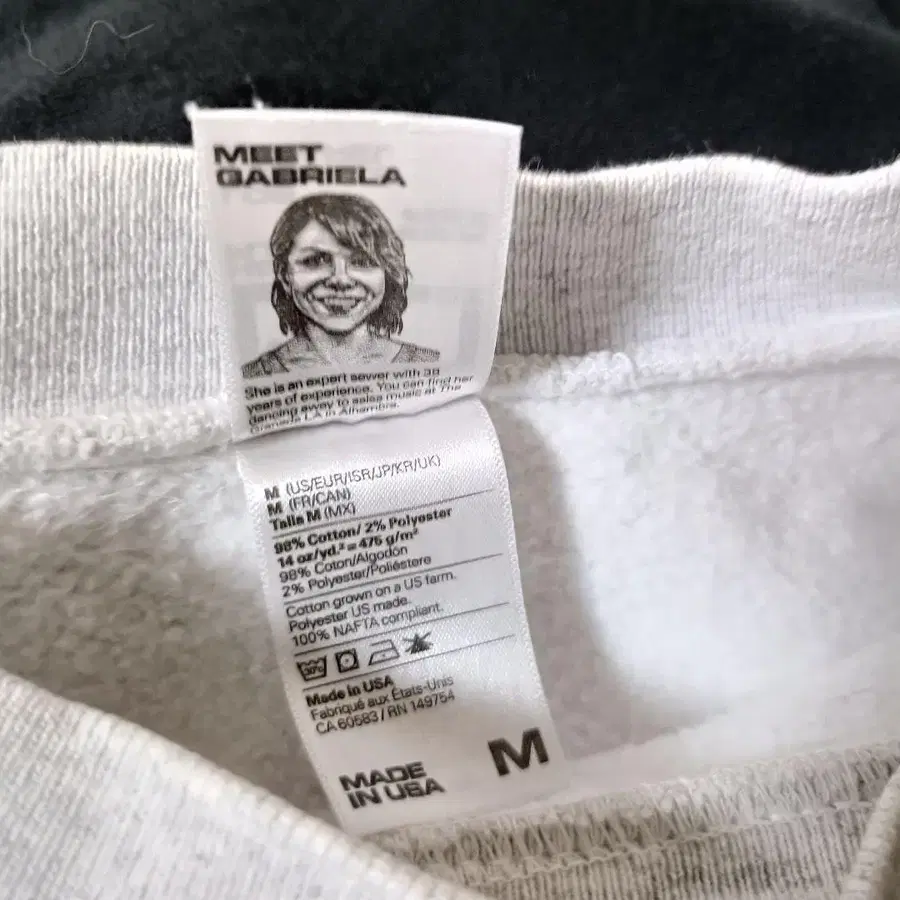 MEET
GABRIELA
She is an expert sewer with 38
years of experience. You can find her
dancing away to salsa music at The
Granada LA in Alhambra.
M (US/EUR/ISR/JP/KR/UK)
M (FR/CAN)
Talla M (MX)
98% Cotton/ 2% Polyester
14 oz/yd.² = 475 g/m²
98% Coton/Algodón
2% Polyester/Poliéstere
Cotton grown on a US farm.
Polyester US made.
100% NAFTA compliant.
30°C
Made in USA
Fabriqué aux États-Unis
CA 60583 / RN 149754
MADE
IN USA
M